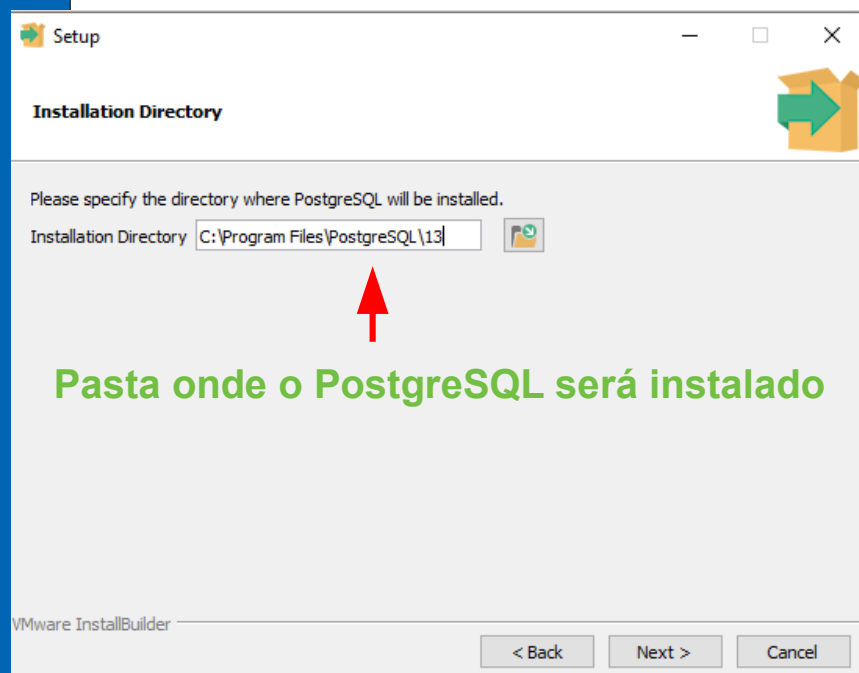 Setup
Installation Directory
Please specify the directory where PostgreSQL will be installed.
Installation Directory C:\Program Files\PostgreSQL\13
Pasta onde o PostgreSQL será instalado
VMware InstallBuilder
< Back Next > Cancel